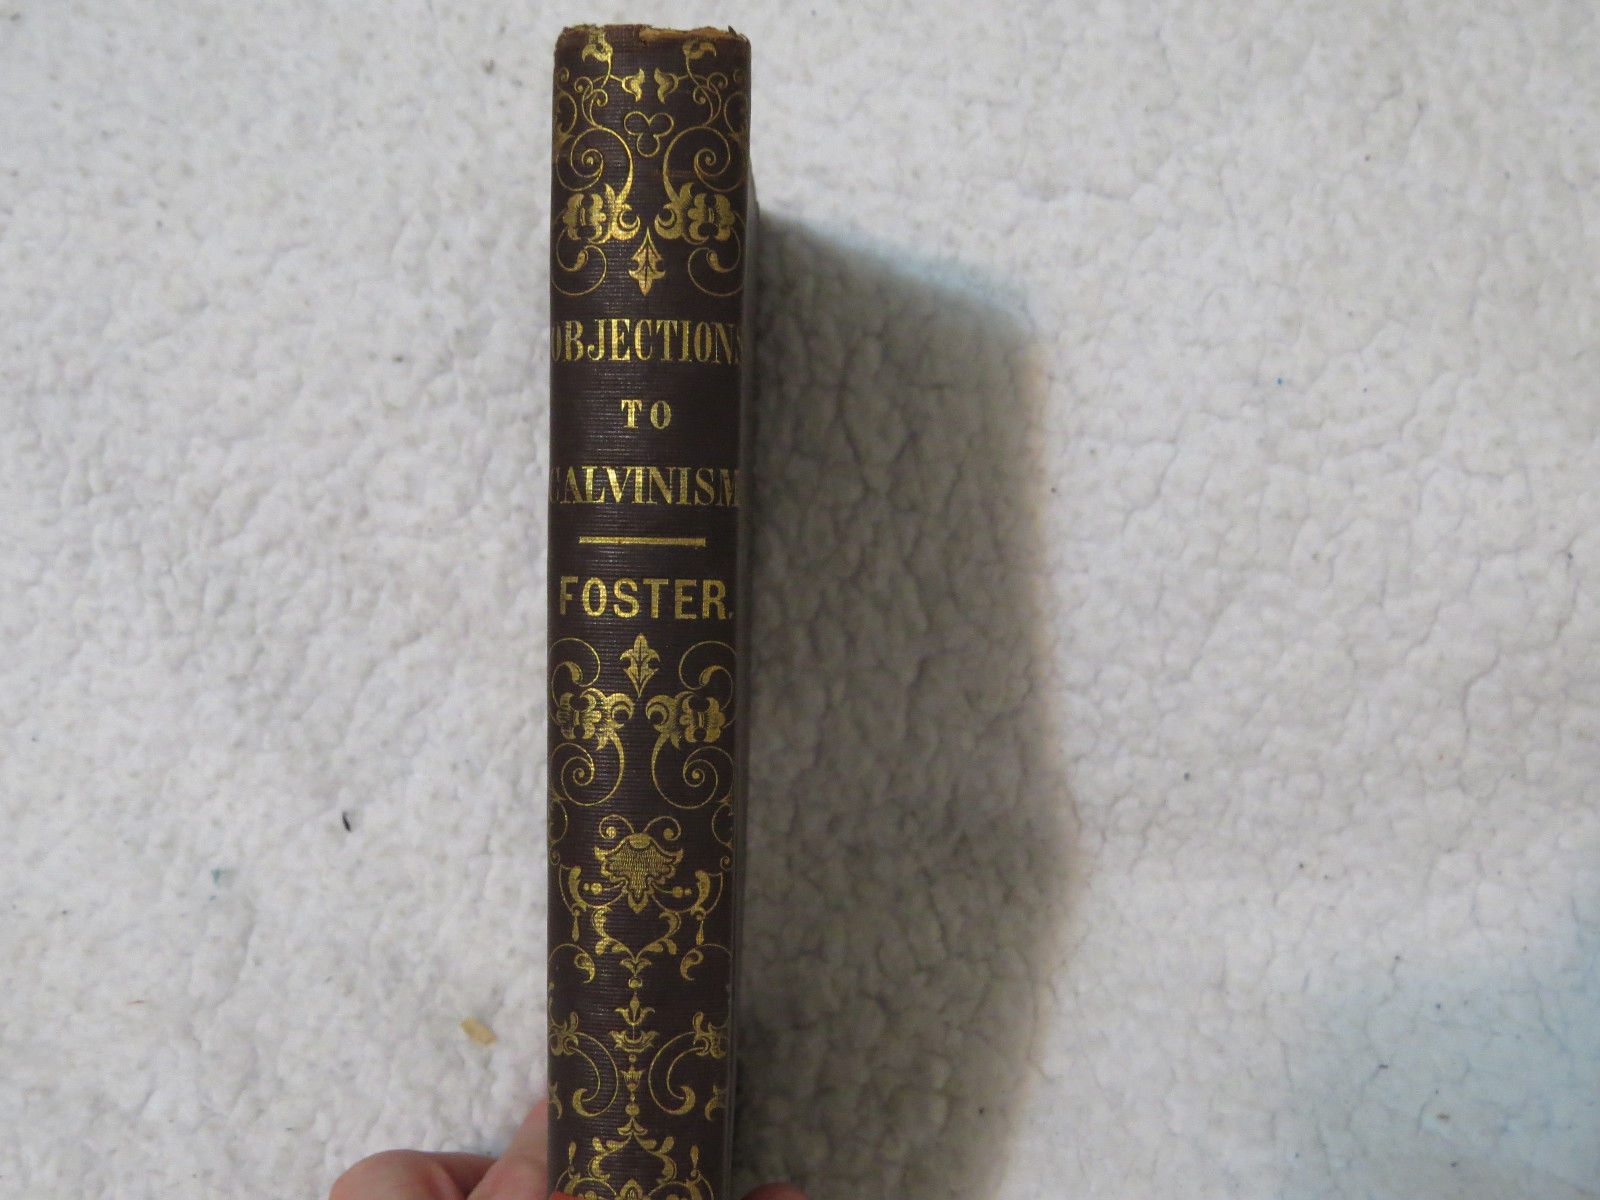 OBJECTIONS
TO
CALVINISM
FOSTER.